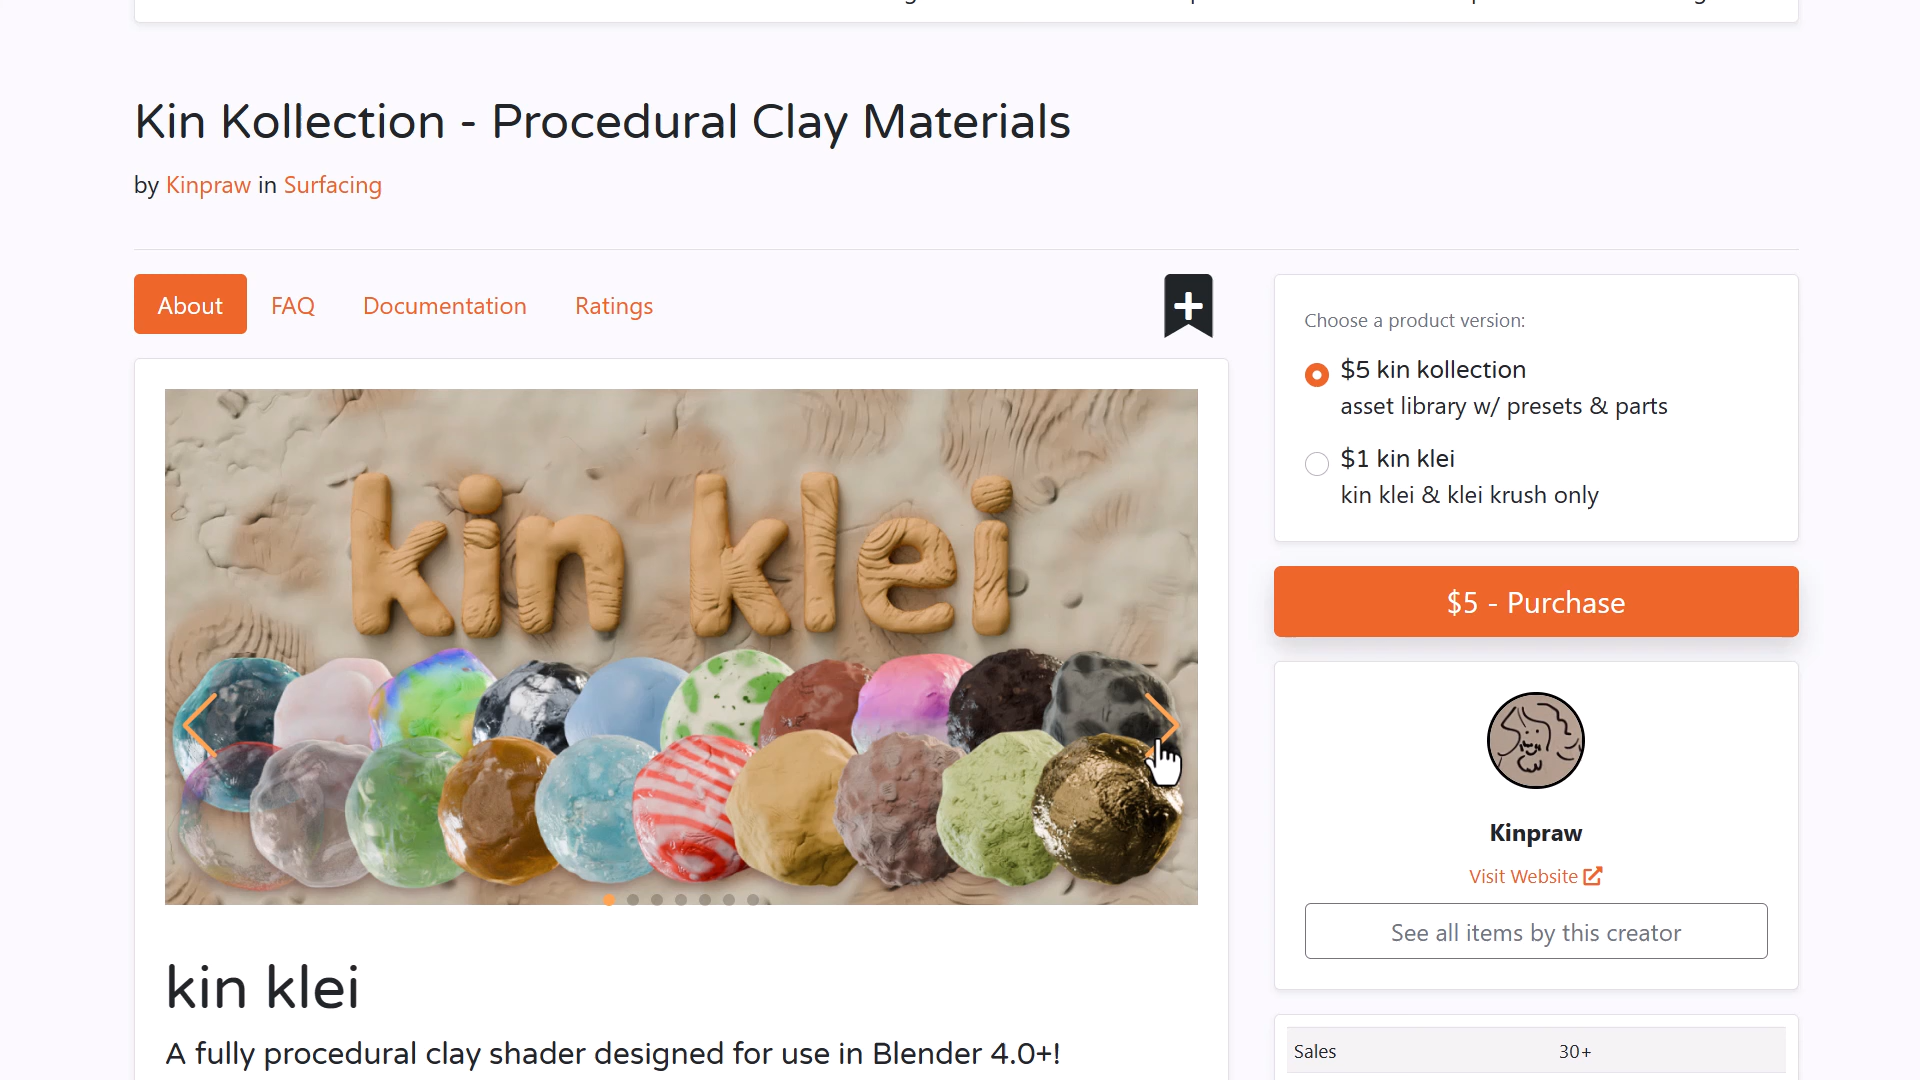 Kin Kollection - Procedural Clay Materials
by Kinpraw in Surfacing
About
FAQ
Documentation
Ratings
Choose a product version:
$5 kin kollection
asset library w/ presets & parts
$1 kin klei
kin klei & klei krush only
$5 - Purchase
kin klei
Kinpraw
Visit Website
See all items by this creator
kin klei
A fully procedural clay shader designed for use in Blender 4.0+!
Sales 30+